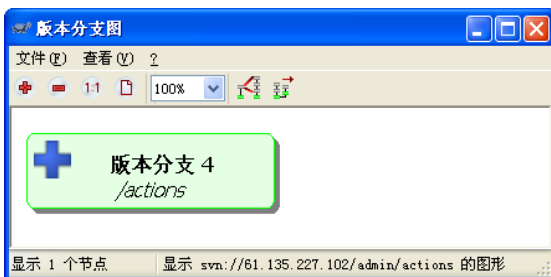 版本分支图
文件(F) 查看(V) ?
1:1 100%
版本分支 4
/actions
显示 1 个节点 显示 svn://61.135.227.102/admin/actions 的图形